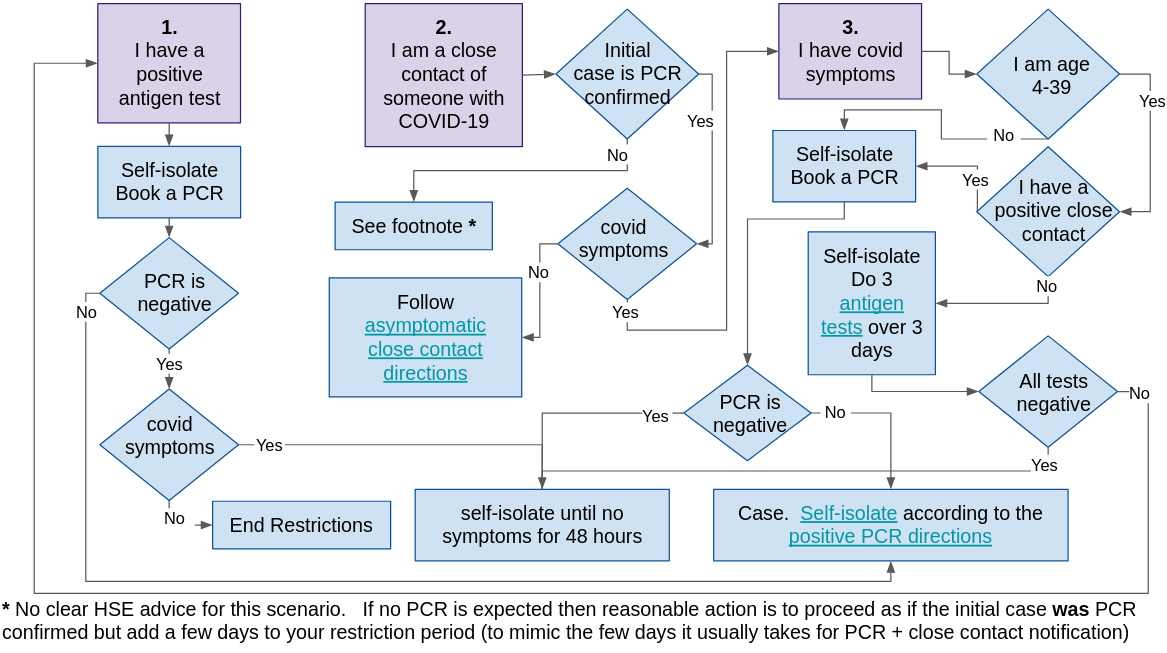 1.
I have a
positive
antigen test
Self-isolate
Book a PCR
PCR is
negative
No
Yes
covid
symptoms
Yes
No
End Restrictions
2.
I am a close
contact of
someone with
COVID-19
Initial
case is PCR
confirmed
Yes
No
See footnote *
covid
symptoms
No
Yes
Follow
asymptomatic
close contact
directions
3.
I have covid
symptoms
I am age
4-39
Yes
No
Self-isolate
Book a PCR
Yes
I have a
positive close
contact
No
Self-isolate
Do 3
antigen
tests over 3
days
All tests
negative
No
Yes
PCR is
negative
Yes
No
self-isolate until no
symptoms for 48 hours
Case. Self-isolate according to the
positive PCR directions
* No clear HSE advice for this scenario. If no PCR is expected then reasonable action is to proceed as if the initial case was PCR
confirmed but add a few days to your restriction period (to mimic the few days it usually takes for PCR + close contact notification)